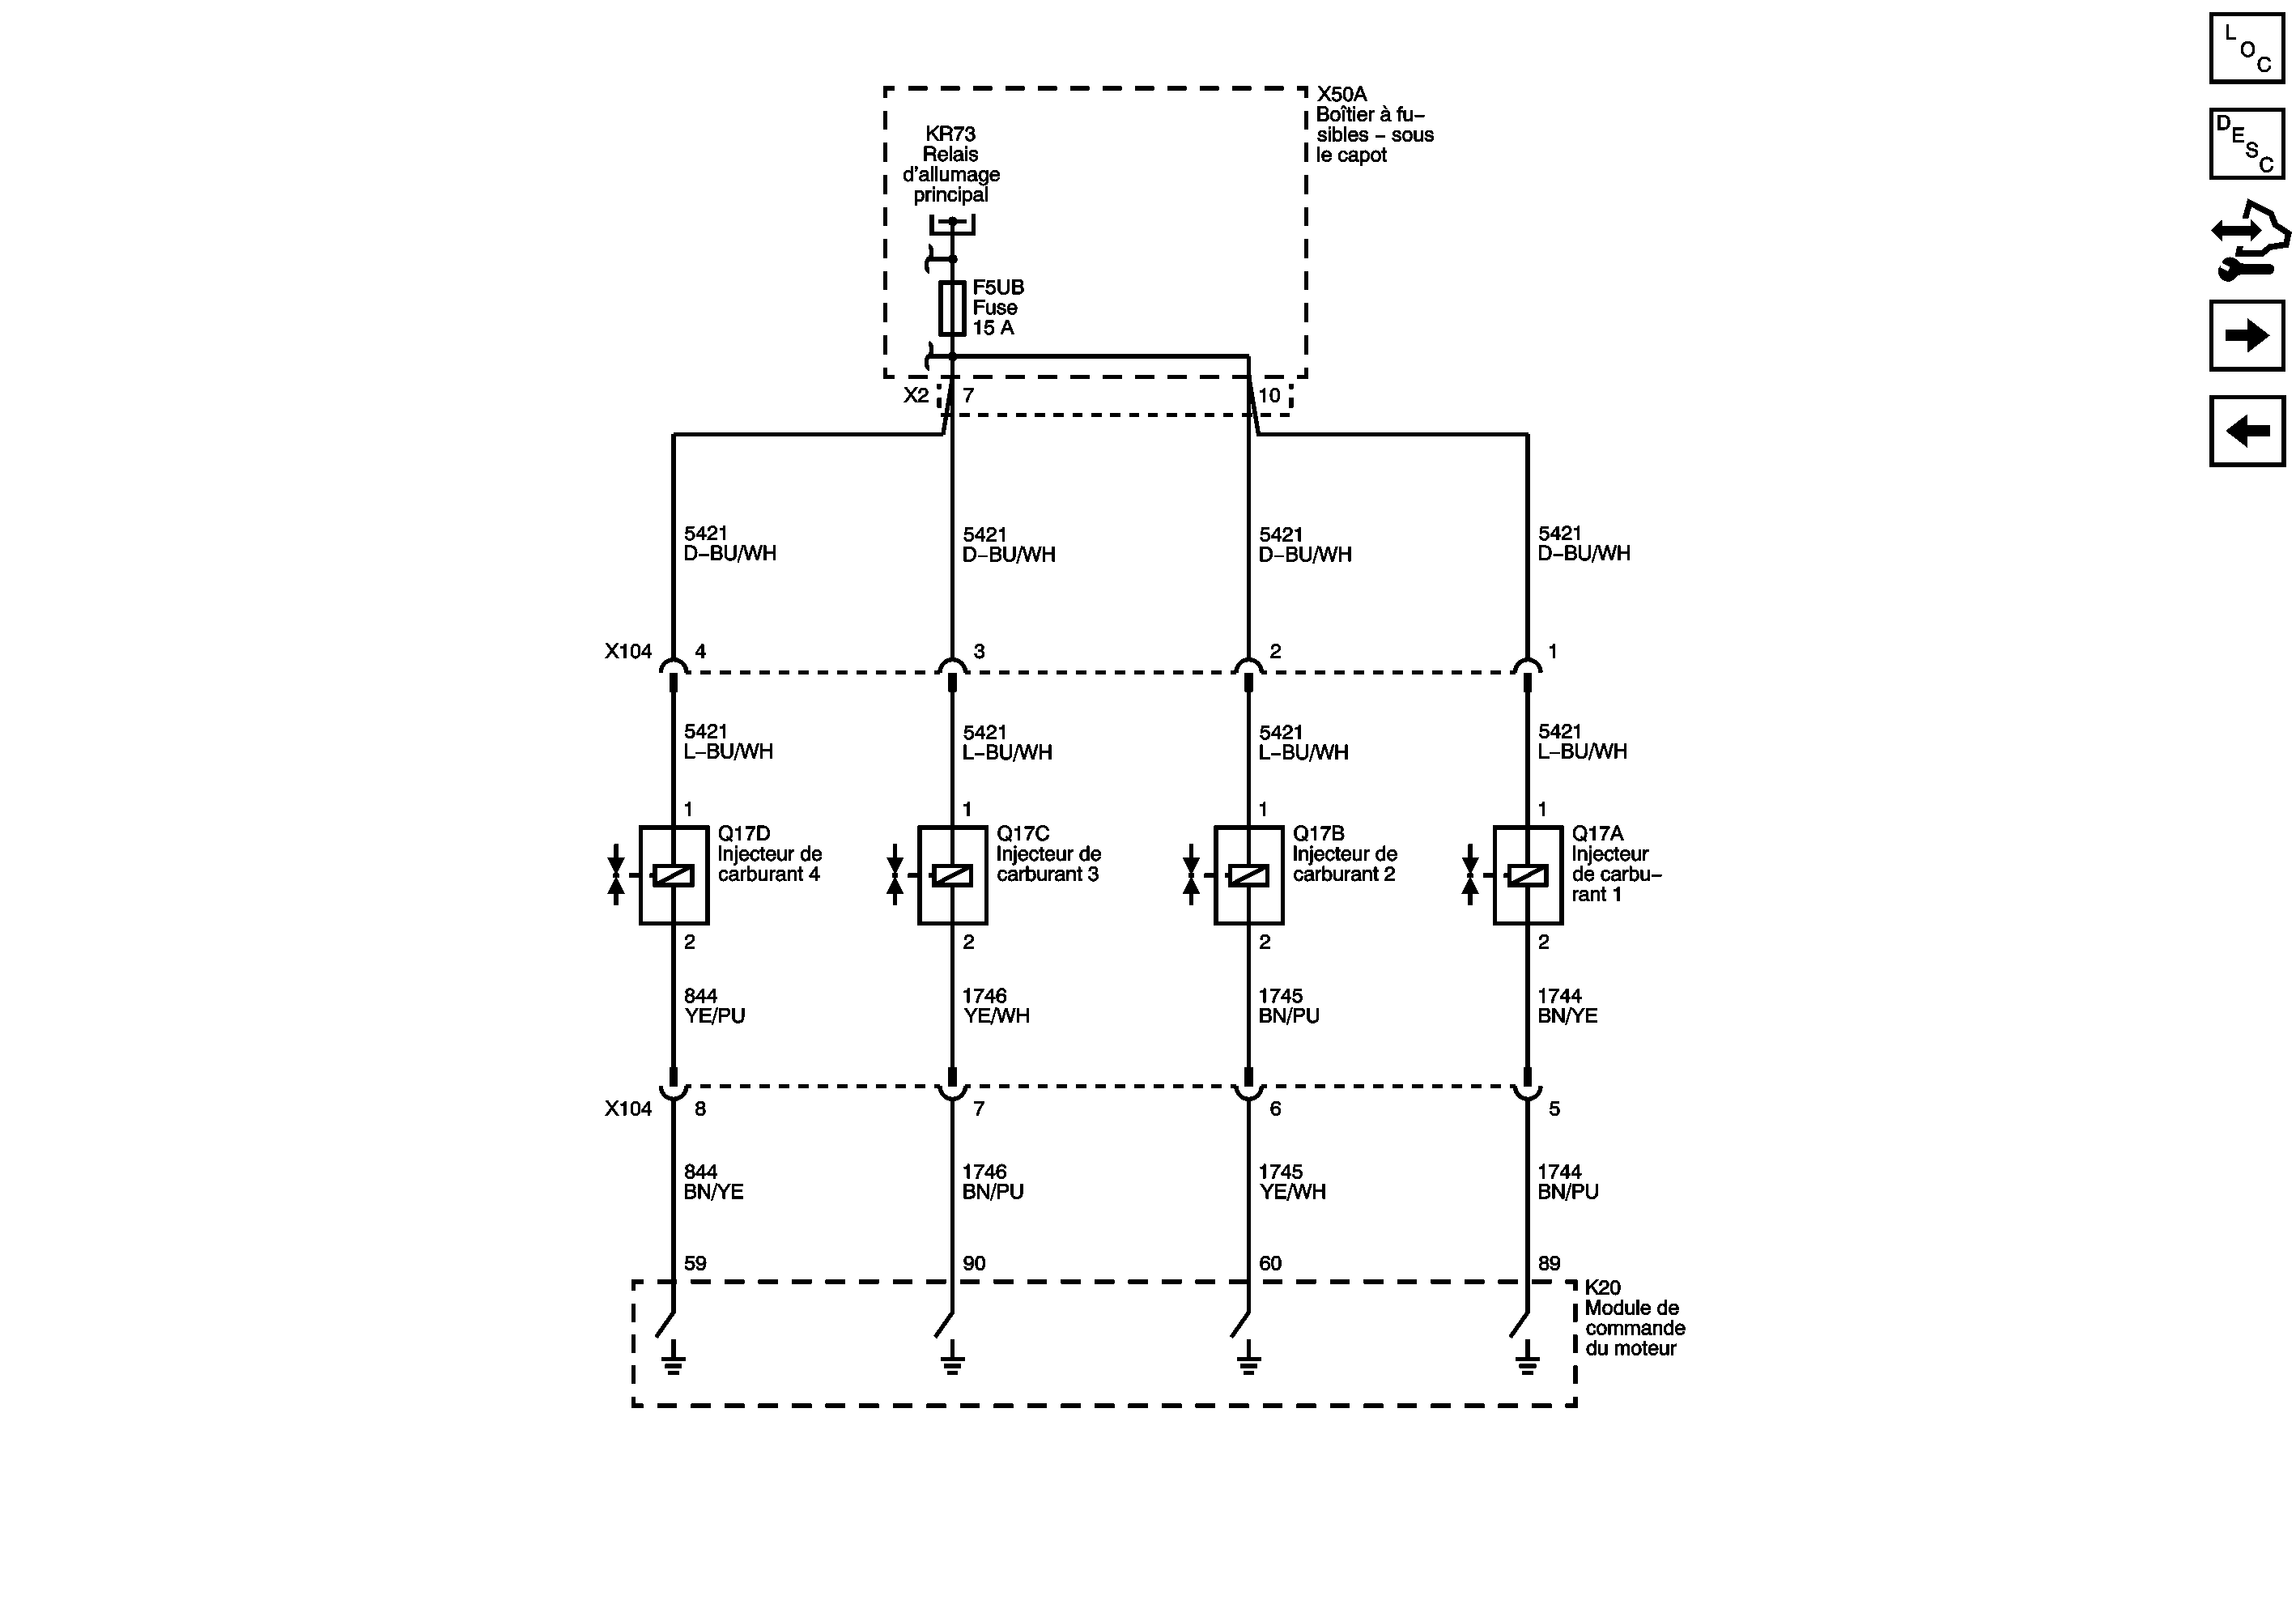 L
O
C
D
E
S
C
X50A
Boîtier à fu–
sibles – sous
le capot
KR73
Relais
d'allumage
principal
F5UB
Fuse
15 A
X2 7 10
5421
D–BU/WH
5421
D–BU/WH
5421
D–BU/WH
5421
D–BU/WH
X104 4 3 2 1
5421
L–BU/WH
5421
L–BU/WH
5421
L–BU/WH
5421
L–BU/WH
1 1 1 1
Q17D
Injecteur de
carburant 4
Q17C
Injecteur de
carburant 3
Q17B
Injecteur de
carburant 2
Q17A
Injecteur
de carbu–
rant 1
2 2 2 2
844
YE/PU
1746
YE/WH
1745
BN/PU
1744
BN/YE
X104 8 7 6 5
844
BN/YE
1746
BN/PU
1745
YE/WH
1744
BN/PU
59 90 60 89
K20
Module de
commande
du moteur